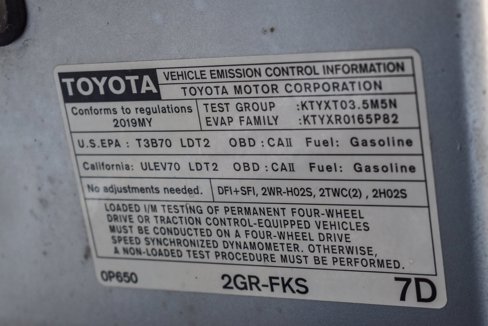 TOYOTA
VEHICLE EMISSION CONTROL INFORMATION
TOYOTA MOTOR CORPORATION
Conforms to regulations
2019MY
TEST GROUP :KTYXT03.5M5N
EVAP FAMILY :KTYXR0165P82
U.S.EPA : T3B70 LDT2 OBD :CAII Fuel: Gasoline
California: ULEV70 LDT2 OBD :CAII Fuel: Gasoline
No adjustments needed. DFI+SFI, 2WR-HO2S, 2TWC(2) , 2HO2S
LOADED I/M TESTING OF PERMANENT FOUR-WHEEL
DRIVE OR TRACTION CONTROL-EQUIPPED VEHICLES
MUST BE CONDUCTED ON A FOUR-WHEEL DRIVE
SPEED SYNCHRONIZED DYNAMOMETER. OTHERWISE,
A NON-LOADED TEST PROCEDURE MUST BE PERFORMED.
0P650 2GR-FKS 7D